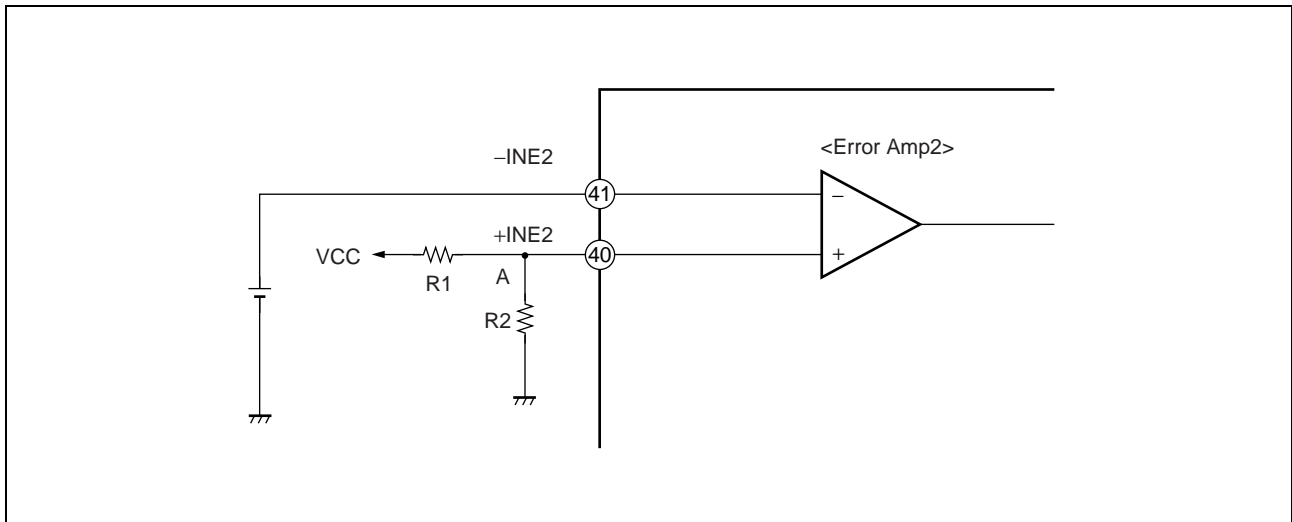 <Error Amp2>
−INE2
41
−
+INE2
VCC
40
+
R1
A
R2